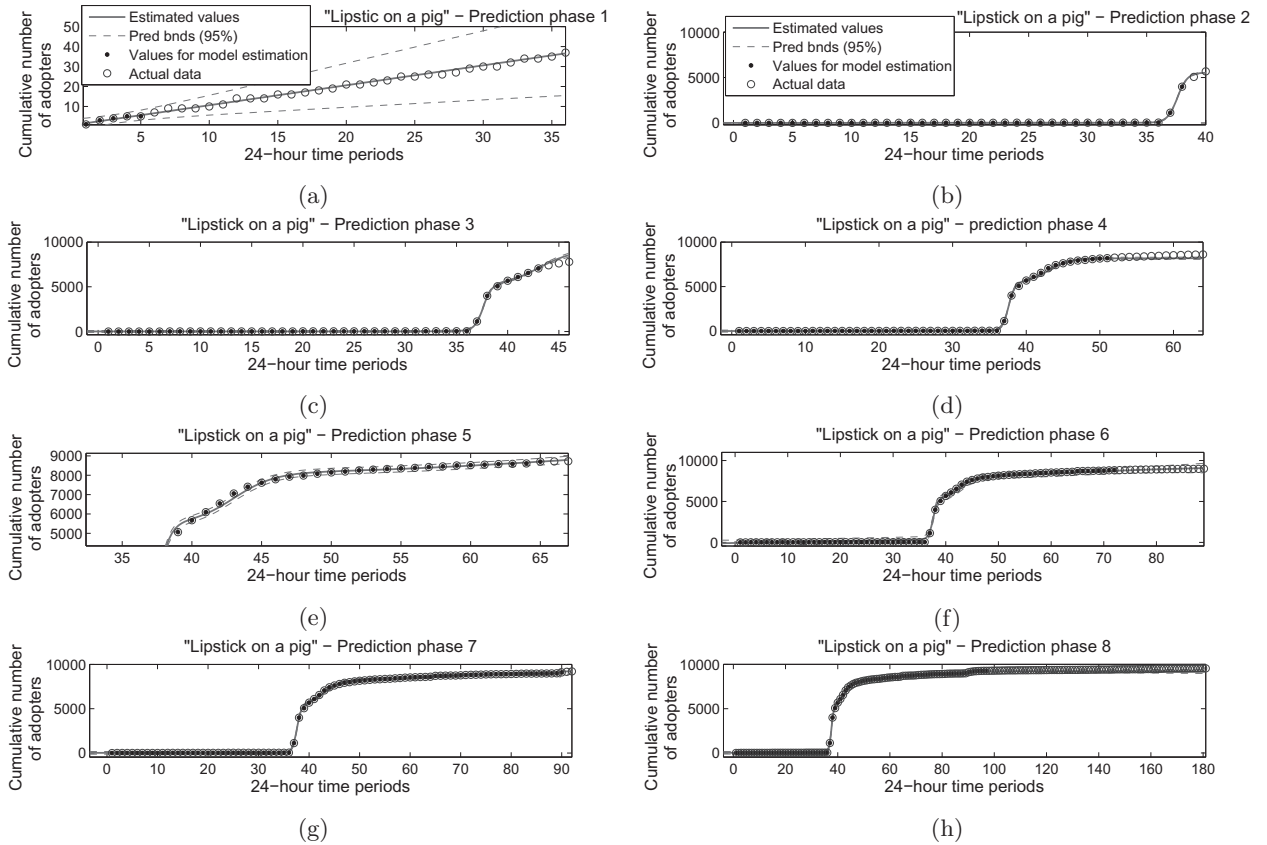 "Lipstic on a pig" − Prediction phase 1
Estimated values
Pred bnds (95%)
Values for model estimation
Actual data
Cumulative number
of adopters
50
40
30
20
10
5 10 15 20 25 30 35
24−hour time periods
(a)
"Lipstick on a pig" − Prediction phase 2
Estimated values
Pred bnds (95%)
Values for model estimation
Actual data
Cumulative number
of adopters
10000
5000
0
5 10 15 20 25 30 35 40
24−hour time periods
(b)
"Lipstick on a pig" − Prediction phase 3
Cumulative number
of adopters
10000
5000
0
0 5 10 15 20 25 30 35 40 45
24−hour time periods
(c)
"Lipstick on a pig" − prediction phase 4
Cumulative number
of adopters
10000
5000
0
0 10 20 30 40 50 60
24−hour time periods
(d)
"Lipstick on a pig" − Prediction phase 5
Cumulative number
of adopters
9000
8000
7000
6000
5000
35 40 45 50 55 60 65
24−hour time periods
(e)
"Lipstick on a pig" − Prediction phase 6
Cumulative number
of adopters
10000
5000
0
0 10 20 30 40 50 60 70 80
24−hour time periods
(f)
"Lipstick on a pig" − Prediction phase 7
Cumulative number
of adopters
10000
5000
0
0 10 20 30 40 50 60 70 80 90
24−hour time periods
(g)
"Lipstick on a pig" − Prediction phase 8
Cumulative number
of adopters
10000
5000
0
0 20 40 60 80 100 120 140 160 180
24−hour time periods
(h)